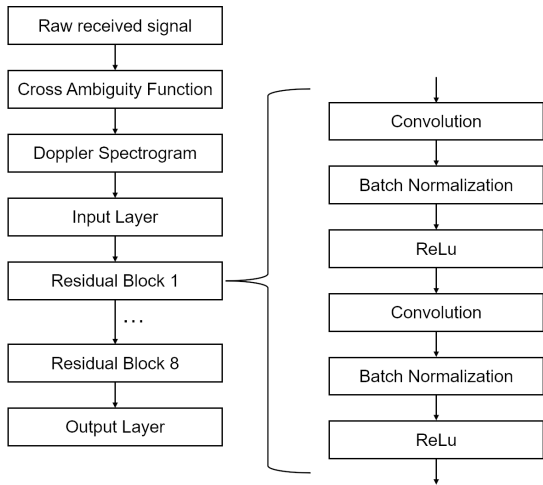 Raw received signal
Cross Ambiguity Function
Doppler Spectrogram
Input Layer
Residual Block 1
...
Residual Block 8
Output Layer
Convolution
Batch Normalization
ReLu
Convolution
Batch Normalization
ReLu